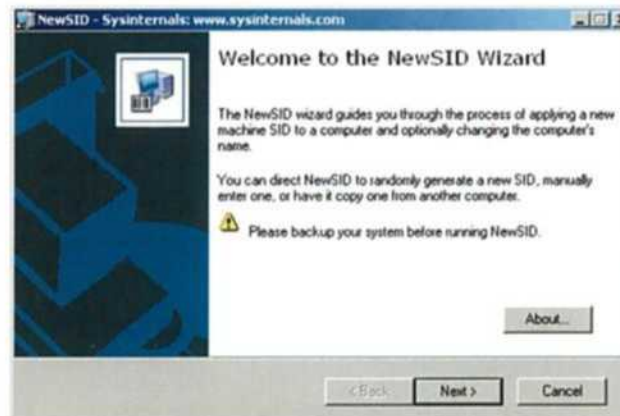 NewSID - Sysinternals: www.sysinternals.com
Welcome to the NewSID Wizard
The NewSID wizard guides you through the process of applying a new
machine SID to a computer and optionally changing the computer's
name.
You can direct NewSID to randomly generate a new SID, manually
enter one, or have it copy one from another computer.
Please backup your system before running NewSID.
About...
< Back
Next >
Cancel